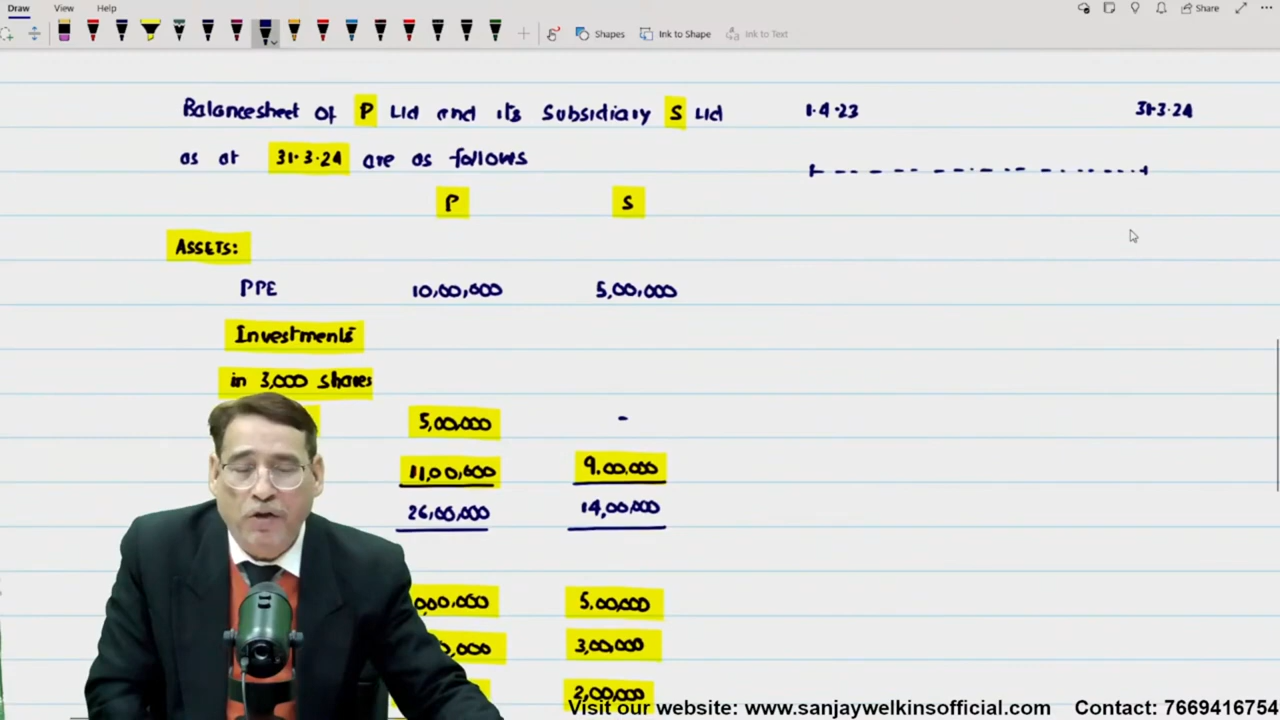 Draw View Help
Share
Shapes Ink to Shape Ink to Text
Balancesheet of P Ltd and its Subsidiary S Ltd 1.4.23 31.3.24
as at 31.3.24 are as follows
P S
ASSETS:
PPE 10,00,000 5,00,000
Investments
in 3,000 shares
5,00,000 -
11,00,000 9,00,000
26,00,000 14,00,000
5,00,000
3,00,000
2,00,000
Visit our website: www.sanjaywelkinsofficial.com Contact: 7669416754